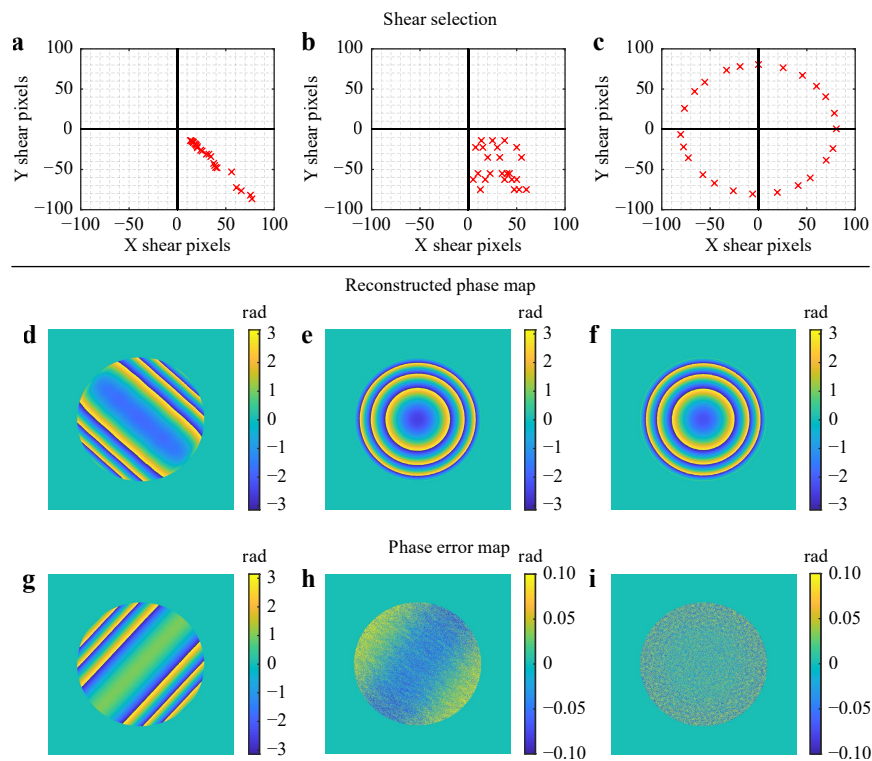 Shear selection
a b c
100 100 100
50 50 50
0 0 0
−50 −50 −50
−100 −100 −100
Y shear pixels Y shear pixels Y shear pixels
−100 −50 0 50 100 −100 −50 0 50 100 −100 −50 0 50 100
X shear pixels X shear pixels X shear pixels
Reconstructed phase map
d rad e rad f rad
3 3 3
2 2 2
1 1 1
0 0 0
−1 −1 −1
−2 −2 −2
−3 −3 −3
Phase error map
g rad h rad i rad
3 0.10 0.10
2
1 0.05 0.05
0 0 0
−1 −0.05 −0.05
−2
−3 −0.10 −0.10